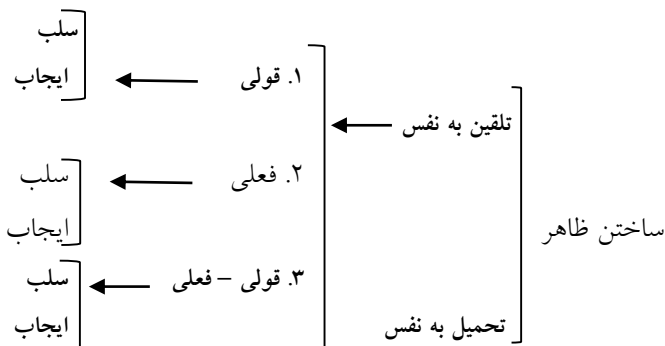 ساختن ظاهر
تلقین به نفس
تحمیل به نفس
۱. قولی
سلب
ایجاب
۲. فعلی
سلب
ایجاب
۳. قولی – فعلی
سلب
ایجاب